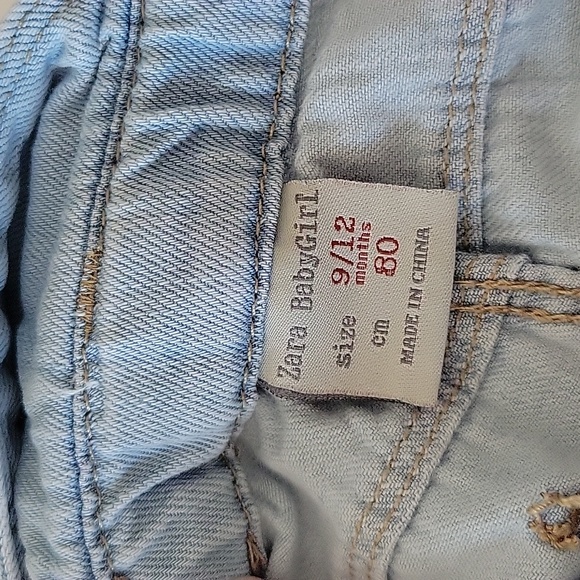 Zara BabyGirl
size 9/12
months
cm 80
MADE IN CHINA